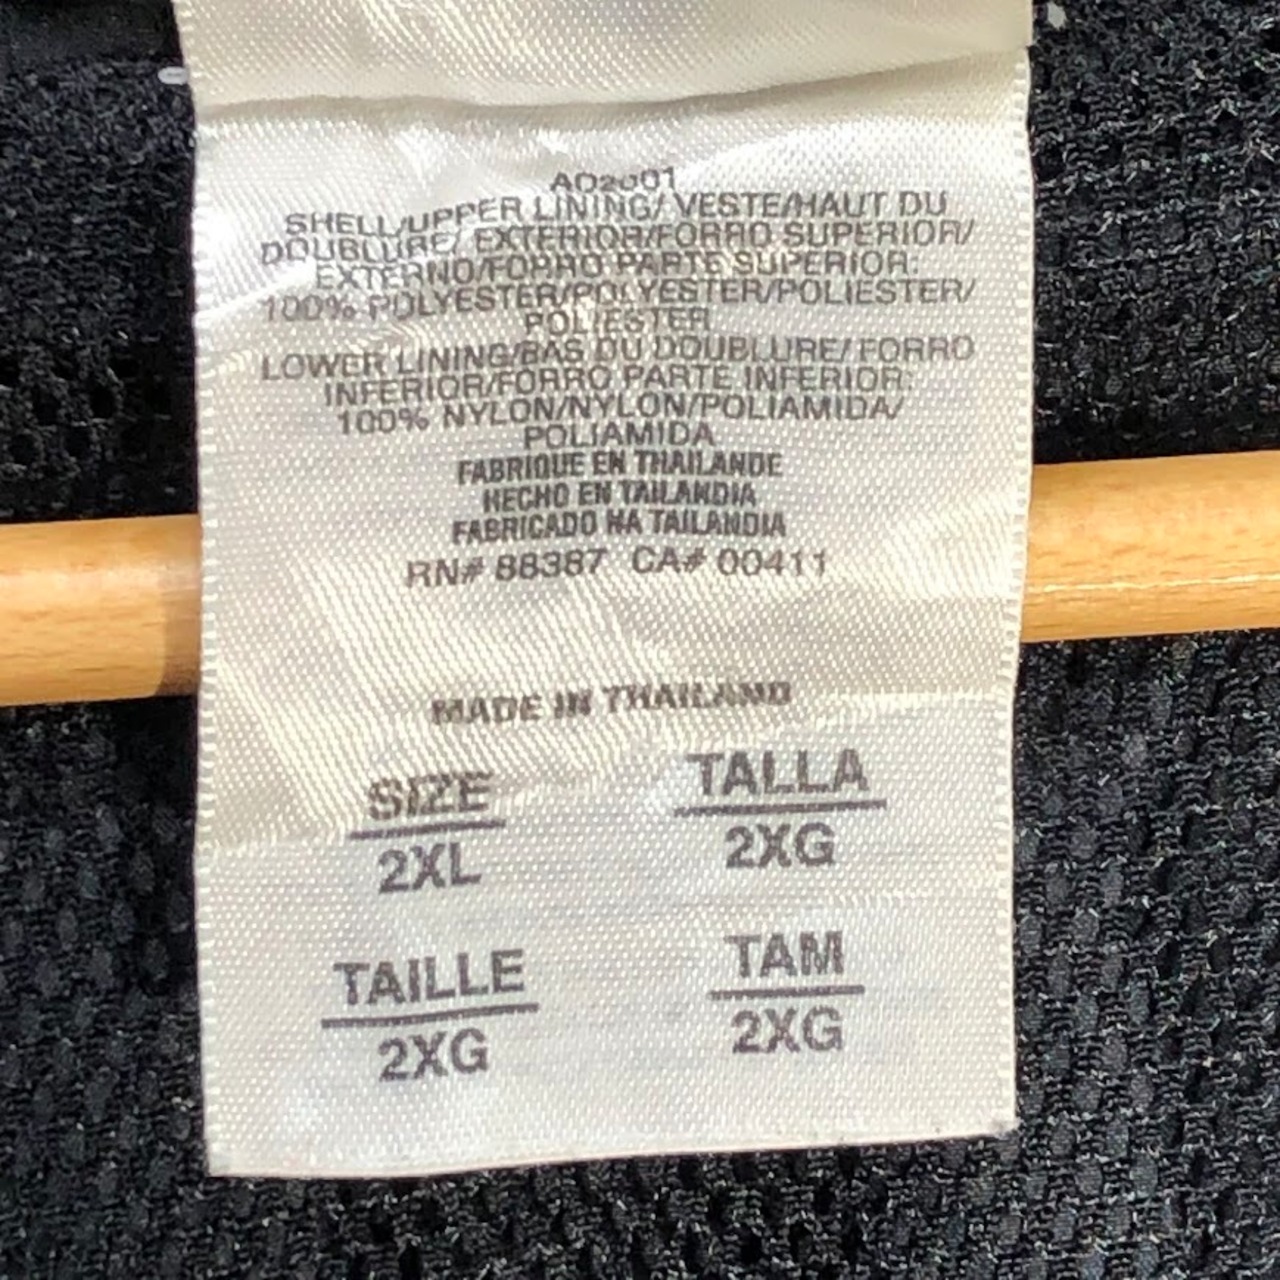 SHELL/UPPER LINING/ VESTE/HAUT DU
DOUBLURE/ EXTERIOR/FORRO SUPERIOR/
EXTERNO/FORRO PARTE SUPERIOR:
100% POLYESTER/POLYESTER/POLIESTER/
POLIESTER
LOWER LINING/BAS DU DOUBLURE/ FORRO
INFERIOR/FORRO PARTE INFERIOR:
100% NYLON/NYLON/POLIAMIDA/
POLIAMIDA
FABRIQUE EN THAILANDE
HECHO EN TAILANDIA
FABRICADO NA TAILANDIA
RN# 88387 CA# 00411
MADE IN THAILAND
SIZE
2XL
TALLA
2XG
TAILLE
2XG
TAM
2XG